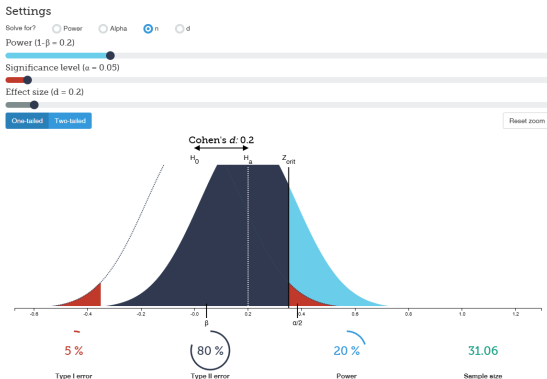 Settings
Solve for? Power Alpha n d
Power (1-β = 0.2)
Significance level (α = 0.05)
Effect size (d = 0.2)
One-tailed Two-tailed Reset zoom
Cohen's d: 0.2
H0 Ha Zcrit
-0.6 -0.4 -0.2 -0.0 0.2 0.4 0.6 0.8 1.0 1.2
β α/2
5 % 80 % 20 % 31.06
Type I error Type II error Power Sample size